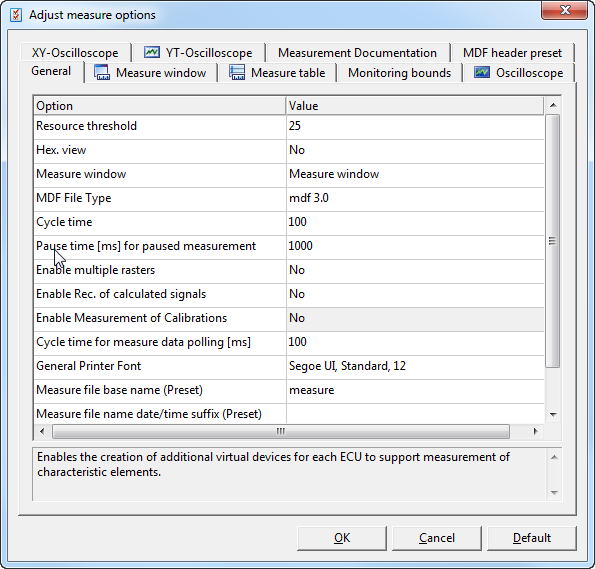 Adjust measure options
XY-Oscilloscope YT-Oscilloscope Measurement Documentation MDF header preset
General Measure window Measure table Monitoring bounds Oscilloscope
Option Value
Resource threshold 25
Hex. view No
Measure window Measure window
MDF File Type mdf 3.0
Cycle time 100
Pause time [ms] for paused measurement 1000
Enable multiple rasters No
Enable Rec. of calculated signals No
Enable Measurement of Calibrations No
Cycle time for measure data polling [ms] 100
General Printer Font Segoe UI, Standard, 12
Measure file base name (Preset) measure
Measure file name date/time suffix (Preset)
Enables the creation of additional virtual devices for each ECU to support measurement of
characteristic elements.
OK Cancel Default